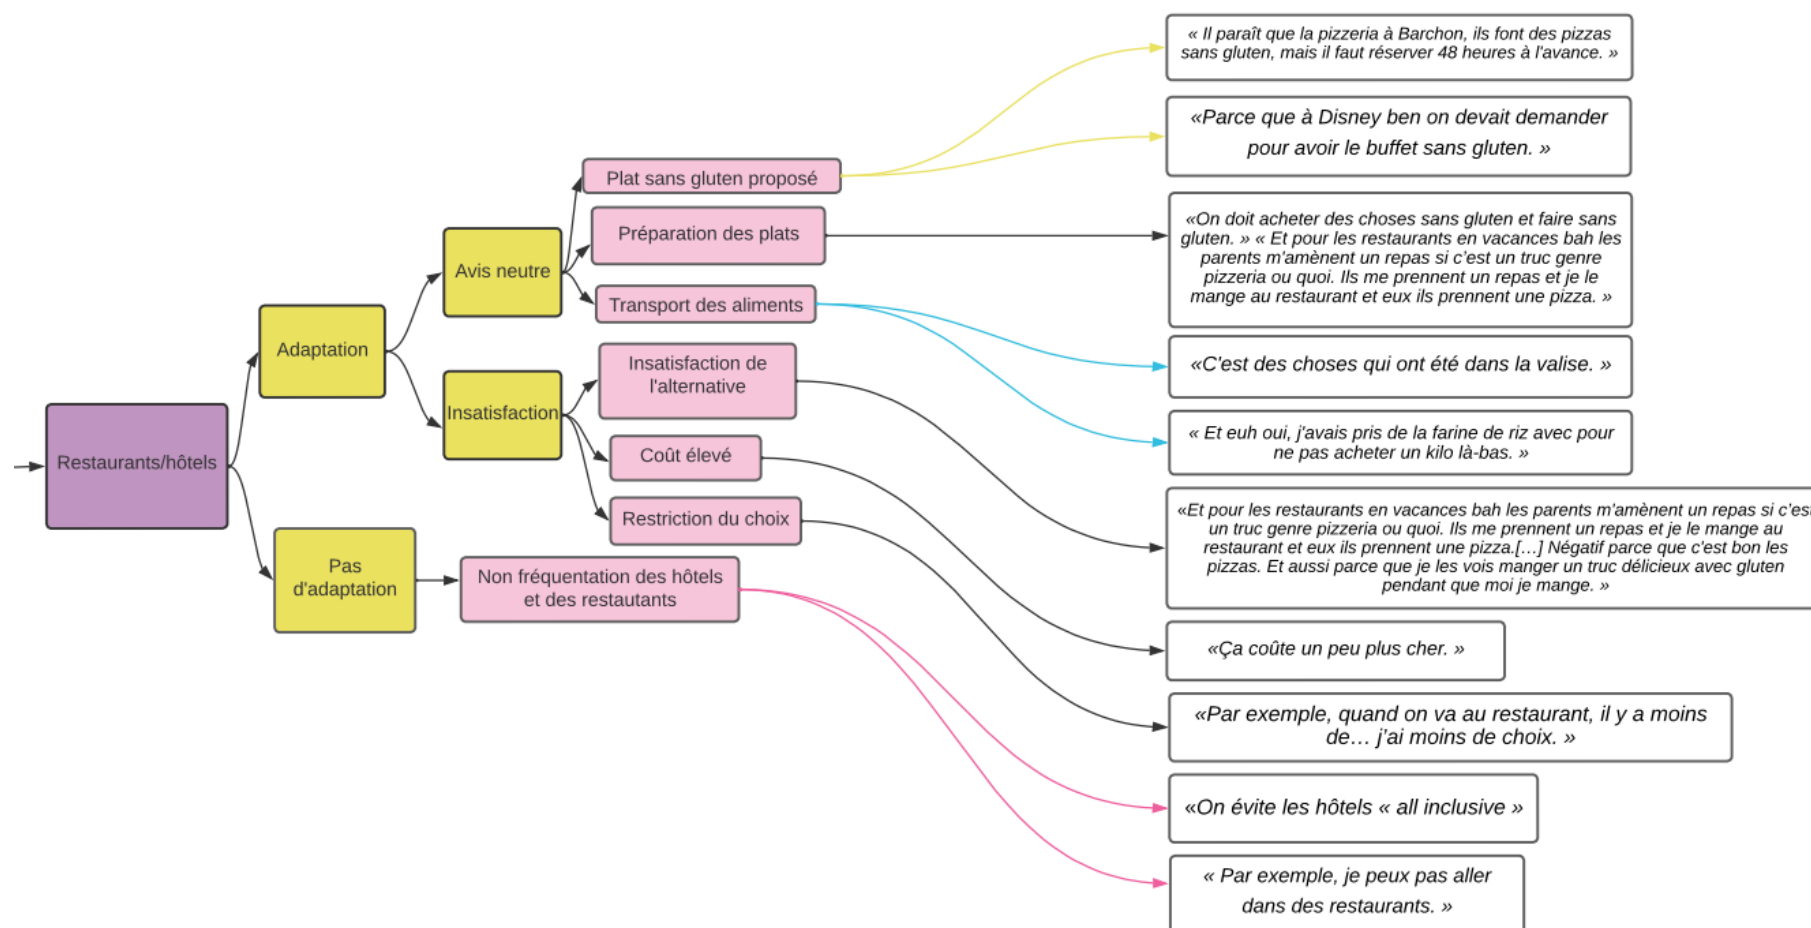 « Il paraît que la pizzeria à Barchon, ils font des pizzas
sans gluten, mais il faut réserver 48 heures à l'avance. »
«Parce que à Disney ben on devait demander
pour avoir le buffet sans gluten. »
Plat sans gluten proposé
Préparation des plats
«On doit acheter des choses sans gluten et faire sans
gluten. » « Et pour les restaurants en vacances bah les
parents m'amènent un repas si c'est un truc genre
pizzeria ou quoi. Ils me prennent un repas et je le
mange au restaurant et eux ils prennent une pizza. »
Avis neutre
Transport des aliments
«C'est des choses qui ont été dans la valise. »
Adaptation
Insatisfaction de
l'alternative
Insatisfaction
« Et euh oui, j'avais pris de la farine de riz avec pour
ne pas acheter un kilo là-bas. »
Coût élevé
Restaurants/hôtels
Restriction du choix
«Et pour les restaurants en vacances bah les parents m'amènent un repas si c'est
un truc genre pizzeria ou quoi. Ils me prennent un repas et je le mange au
restaurant et eux ils prennent une pizza.[…] Négatif parce que c'est bon les
pizzas. Et aussi parce que je les vois manger un truc délicieux avec gluten
pendant que moi je mange. »
Pas
d'adaptation
Non fréquentation des hôtels
et des restautants
«Ça coûte un peu plus cher. »
«Par exemple, quand on va au restaurant, il y a moins
de… j'ai moins de choix. »
«On évite les hôtels « all inclusive »
« Par exemple, je peux pas aller
dans des restaurants. »